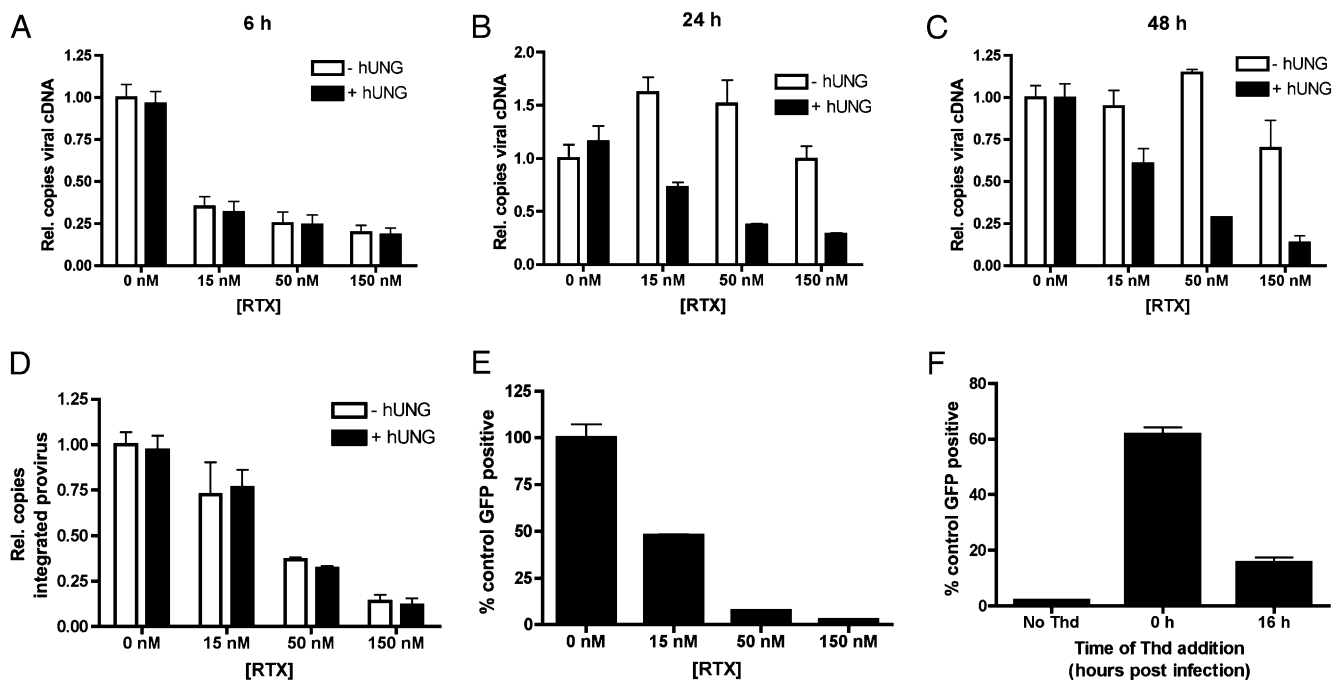 A
6 h
Rel. copies viral cDNA
1.25
1.00
0.75
0.50
0.25
0.00
- hUNG
+ hUNG
0 nM 15 nM 50 nM 150 nM
[RTX]
B
24 h
Rel. copies viral cDNA
2.0
1.5
1.0
0.5
0.0
- hUNG
+ hUNG
0 nM 15 nM 50 nM 150 nM
[RTX]
C
48 h
Rel. copies viral cDNA
1.25
1.00
0.75
0.50
0.25
0.00
- hUNG
+ hUNG
0 nM 15 nM 50 nM 150 nM
[RTX]
D
Rel. copies
integrated provirus
1.25
1.00
0.75
0.50
0.25
0.00
- hUNG
+ hUNG
0 nM 15 nM 50 nM 150 nM
[RTX]
E
% control GFP positive
125
100
75
50
25
0
0 nM 15 nM 50 nM 150 nM
[RTX]
F
% control GFP positive
80
60
40
20
0
No Thd 0 h 16 h
Time of Thd addition
(hours post infection)